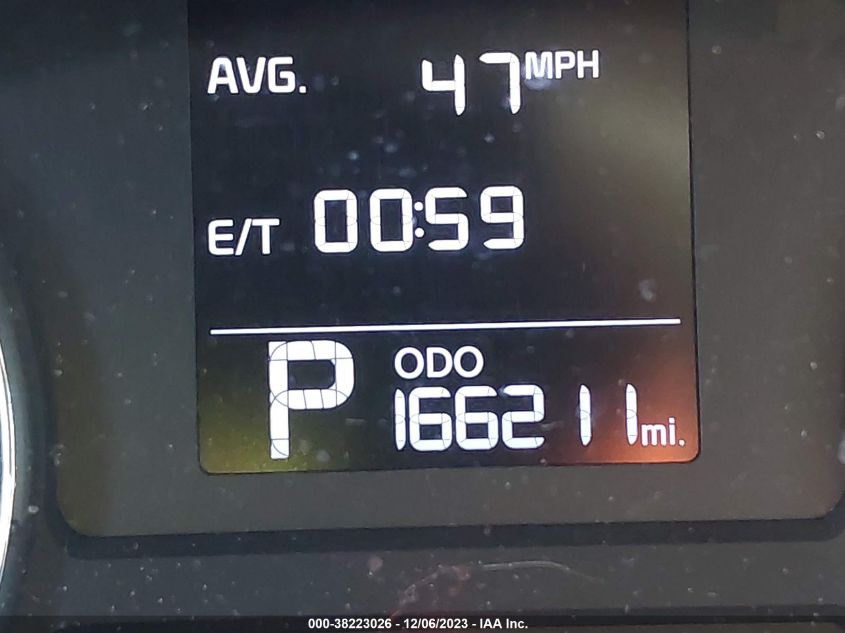 AVG. 47 MPH
E/T 00:59
P ODO
166211 mi.
000-38223026 - 12/06/2023 - IAA Inc.